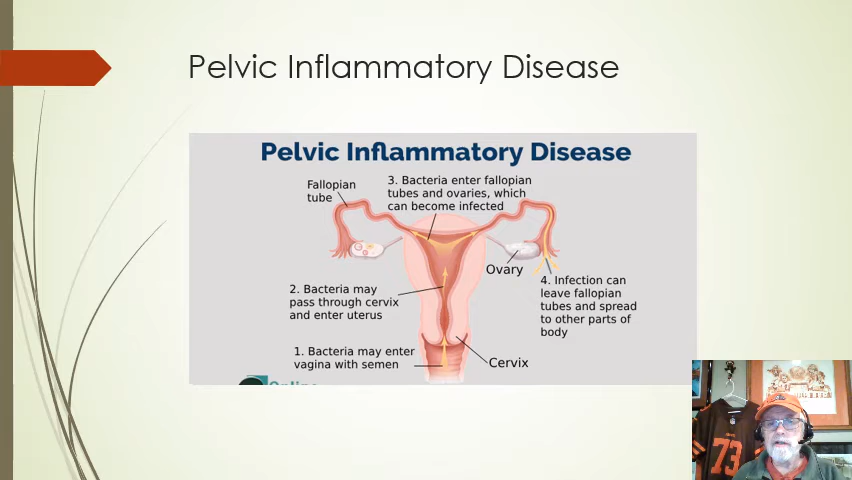 Pelvic Inflammatory Disease
Pelvic Inflammatory Disease
Fallopian
tube
3. Bacteria enter fallopian
tubes and ovaries, which
can become infected
Ovary
2. Bacteria may
pass through cervix
and enter uterus
4. Infection can
leave fallopian
tubes and spread
to other parts of
body
1. Bacteria may enter
vagina with semen
Cervix
Online
73